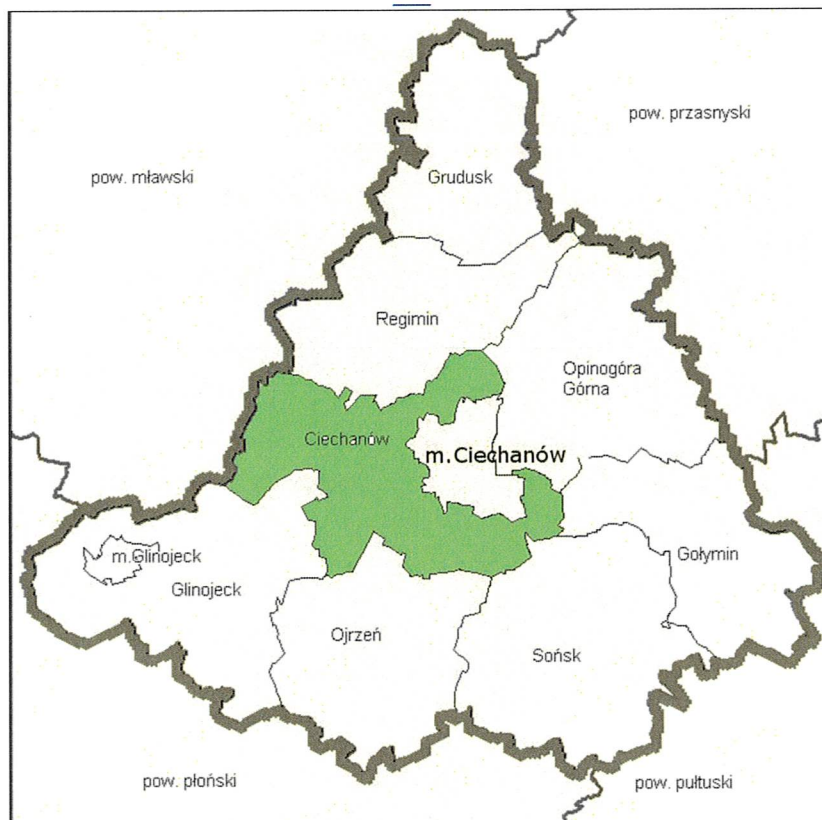 pow. przasnyski
pow. mławski
Grudusk
Regimin
Opinogóra
Górna
Ciechanów
m.Ciechanów
m.Glinojeck
Glinojeck
Gołymin
Ojrzeń
Sońsk
pow. płoński
pow. pułtuski